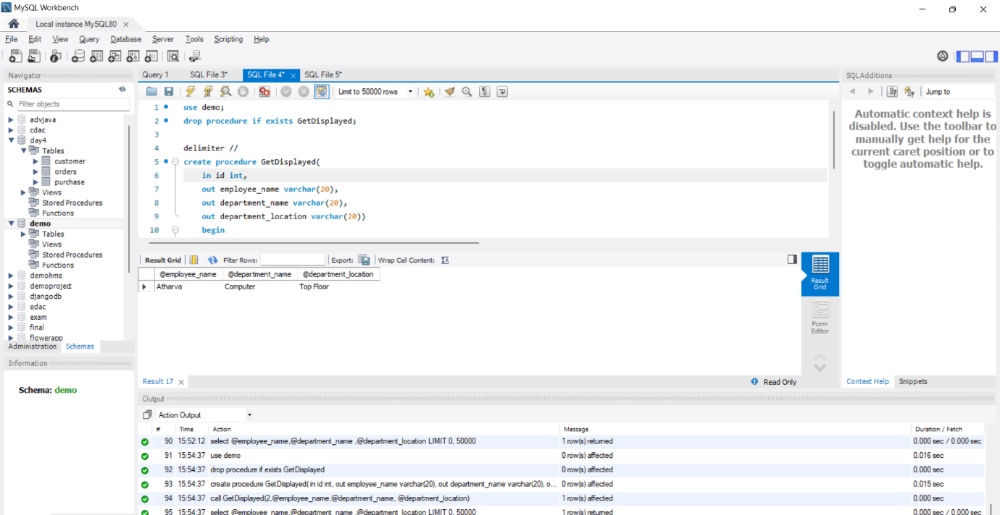 MySQL Workbench
Local instance MySQL80
File Edit View Query Database Server Tools Scripting Help
Navigator
SCHEMAS
Filter objects
advjava
cdac
day4
Tables
customer
orders
purchase
Views
Stored Procedures
Functions
demo
Tables
Views
Stored Procedures
Functions
demohms
demoproject
djangodb
edac
exam
final
flowerapp
Administration Schemas
Information
Schema: demo
Query 1 SQL File 3* SQL File 4* SQL File 5*
Limit to 50000 rows
1 use demo;
2 drop procedure if exists GetDisplayed;
3
4 delimiter //
5 create procedure GetDisplayed(
6 in id int,
7 out employee_name varchar(20),
8 out department_name varchar(20),
9 out department_location varchar(20))
10 begin
Result Grid Filter Rows: Export: Wrap Cell Content:
@employee_name @department_name @department_location
Atharva Computer Top Floor
Result Grid
Form Editor
Result 17 Read Only
SQLAdditions
Jump to
Automatic context help is
disabled. Use the toolbar to
manually get help for the
current caret position or to
toggle automatic help.
Context Help Snippets
Output
Action Output
# Time Action Message Duration / Fetch
90 15:52:12 select @employee_name,@department_name ,@department_location LIMIT 0, 50000 1 row(s) returned 0.000 sec / 0.000 sec
91 15:54:37 use demo 0 row(s) affected 0.016 sec
92 15:54:37 drop procedure if exists GetDisplayed 0 row(s) affected 0.000 sec
93 15:54:37 create procedure GetDisplayed( in id int, out employee_name varchar(20), out department_name varchar(20), o... 0 row(s) affected 0.015 sec
94 15:54:37 call GetDisplayed(2,@employee_name,@department_name, @department_location) 1 row(s) affected 0.000 sec
95 15:54:37 select @employee_name,@department_name ,@department_location LIMIT 0, 50000 1 row(s) returned 0.000 sec / 0.000 sec